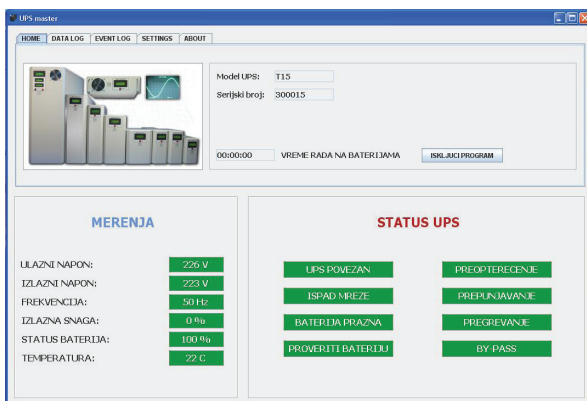 UPS master
HOME DATA LOG EVENT LOG SETTINGS ABOUT
Model UPS: T15
Serijski broj: 300015
00:00:00 VREME RADA NA BATERIJAMA ISKLJUCI PROGRAM
MERENJA
ULAZNI NAPON: 226 V
IZLAZNI NAPON: 223 V
FREKVENCIJA: 50 Hz
IZLAZNA SNAGA: 0 %
STATUS BATERIJA: 100 %
TEMPERATURA: 22 C
STATUS UPS
UPS POVEZAN PREOPTERECENJE
ISPAD MREZE PREPUNJAVANJE
BATERIJA PRAZNA PREGREVANJE
PROVERITI BATERIJU BY-PASS